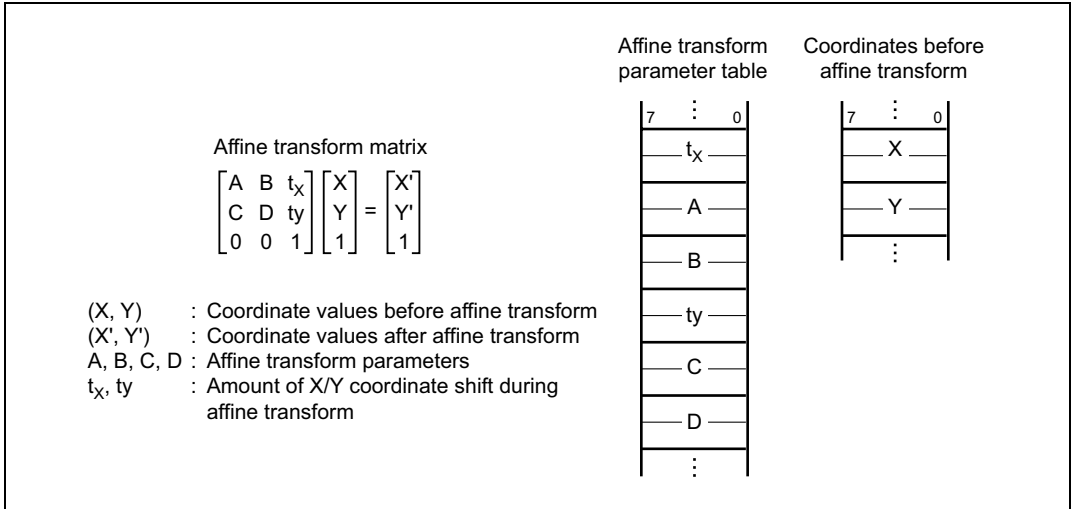 Affine transform matrix
A B tX X X'
C D ty Y = Y'
0 0 1 1 1
(X, Y) : Coordinate values before affine transform
(X', Y') : Coordinate values after affine transform
A, B, C, D : Affine transform parameters
tX, ty : Amount of X/Y coordinate shift during
affine transform
Affine transform
parameter table
7 ⋮ 0
tX
A
B
ty
C
D
⋮
Coordinates before
affine transform
7 ⋮ 0
X
Y
⋮